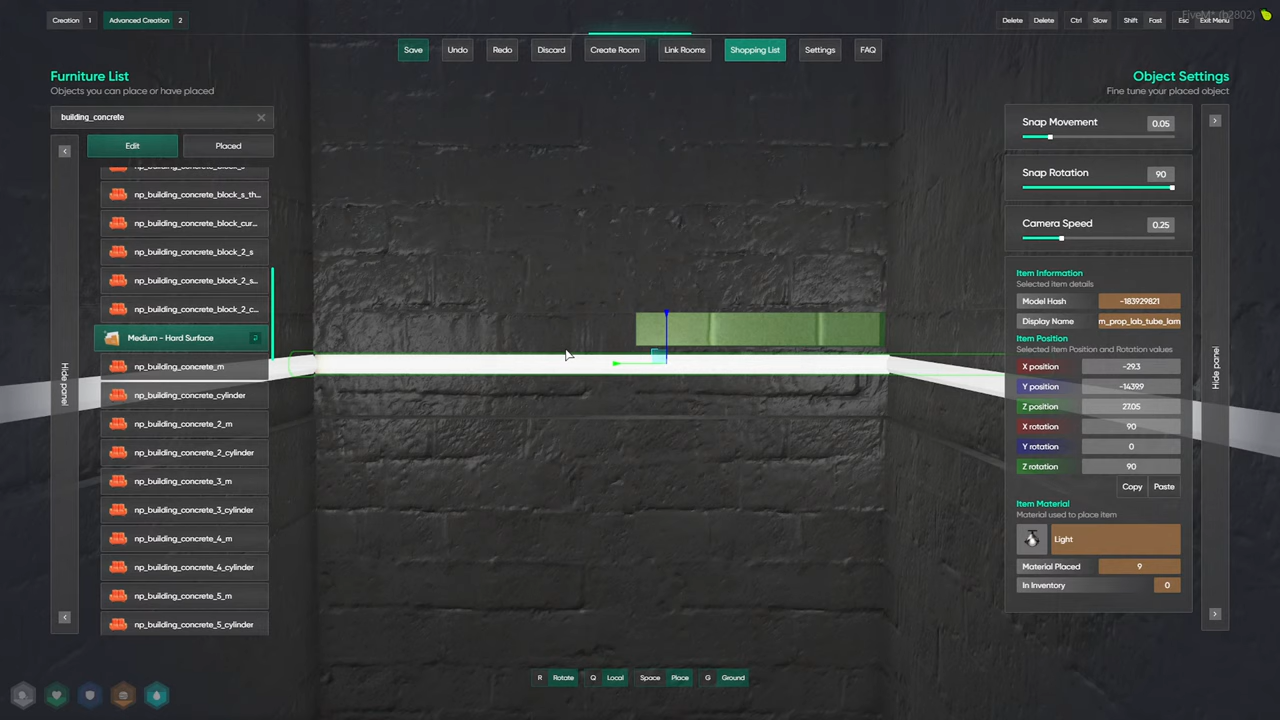 Creation 1 Advanced Creation 2
Delete Delete Ctrl Slow Shift Fast Esc Exit Menu
FiveM* (b2802)
Save Undo Redo Discard Create Room Link Rooms Shopping List Settings FAQ
Furniture List
Objects you can place or have placed
building_concrete
Edit Placed
Hide panel
np_building_concrete_block_s_th...
np_building_concrete_block_cur...
np_building_concrete_block_2_s
np_building_concrete_block_2_s...
np_building_concrete_block_2_c...
Medium - Hard Surface
np_building_concrete_m
np_building_concrete_cylinder
np_building_concrete_2_m
np_building_concrete_2_cylinder
np_building_concrete_3_m
np_building_concrete_3_cylinder
np_building_concrete_4_m
np_building_concrete_4_cylinder
np_building_concrete_5_m
np_building_concrete_5_cylinder
Object Settings
Fine tune your placed object
Snap Movement 0.05
Snap Rotation 90
Camera Speed 0.25
Item Information
Selected item details
Model Hash -183929821
Display Name m_prop_lab_tube_lam
Item Position
Selected item Position and Rotation values
X position -29.3
Y position -1439.9
Z position 27.05
X rotation 90
Y rotation 0
Z rotation 90
Copy Paste
Item Material
Material used to place item
Light
Material Placed 9
In Inventory 0
Hide panel
R Rotate Q Local Space Place G Ground